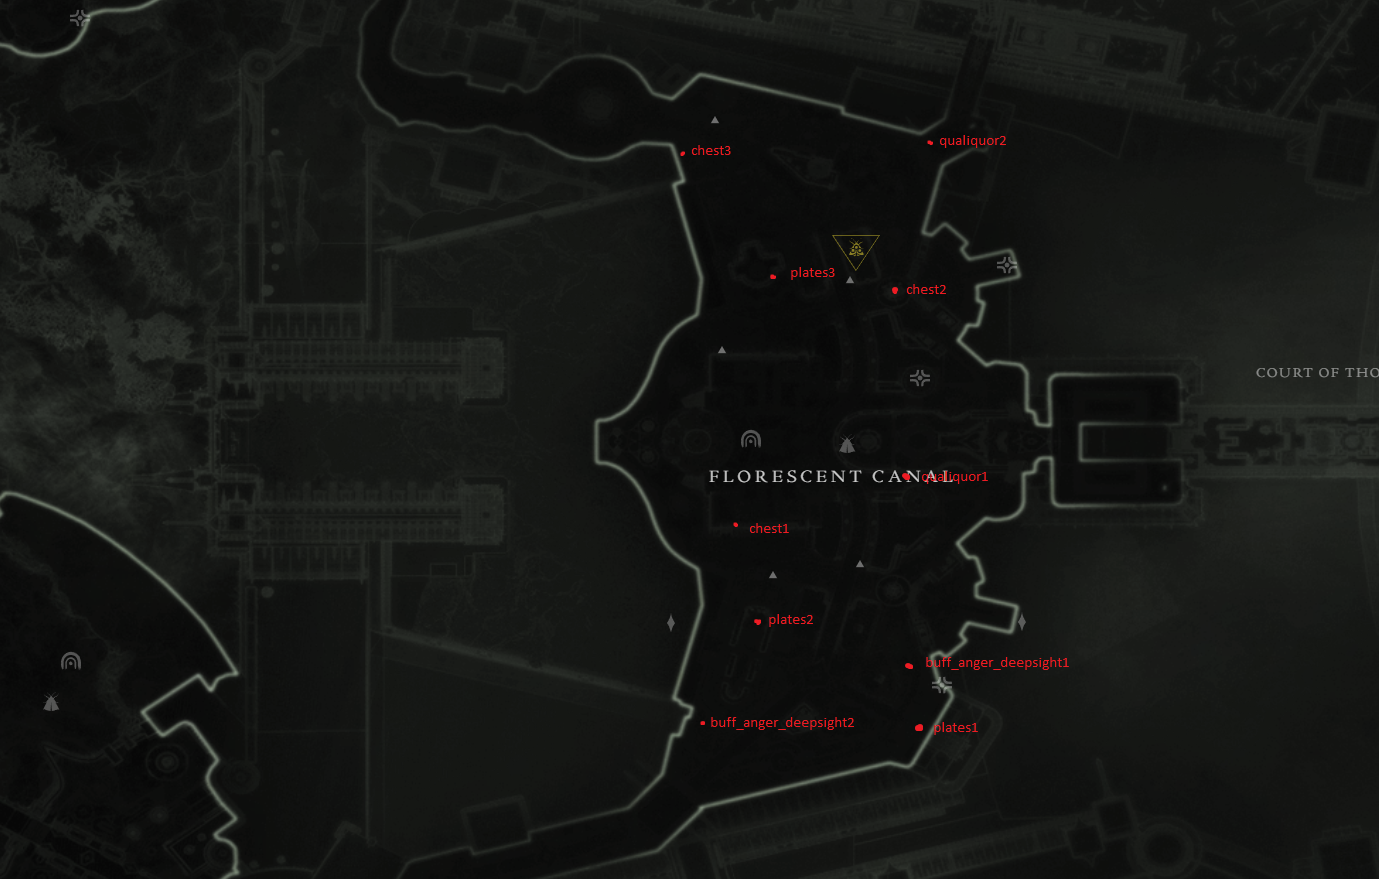 qualiquor2
chest3
plates3
chest2
COURT OF THO
FLORESCENT CANAL
qualiquor1
chest1
plates2
buff_anger_deepsight1
buff_anger_deepsight2
plates1